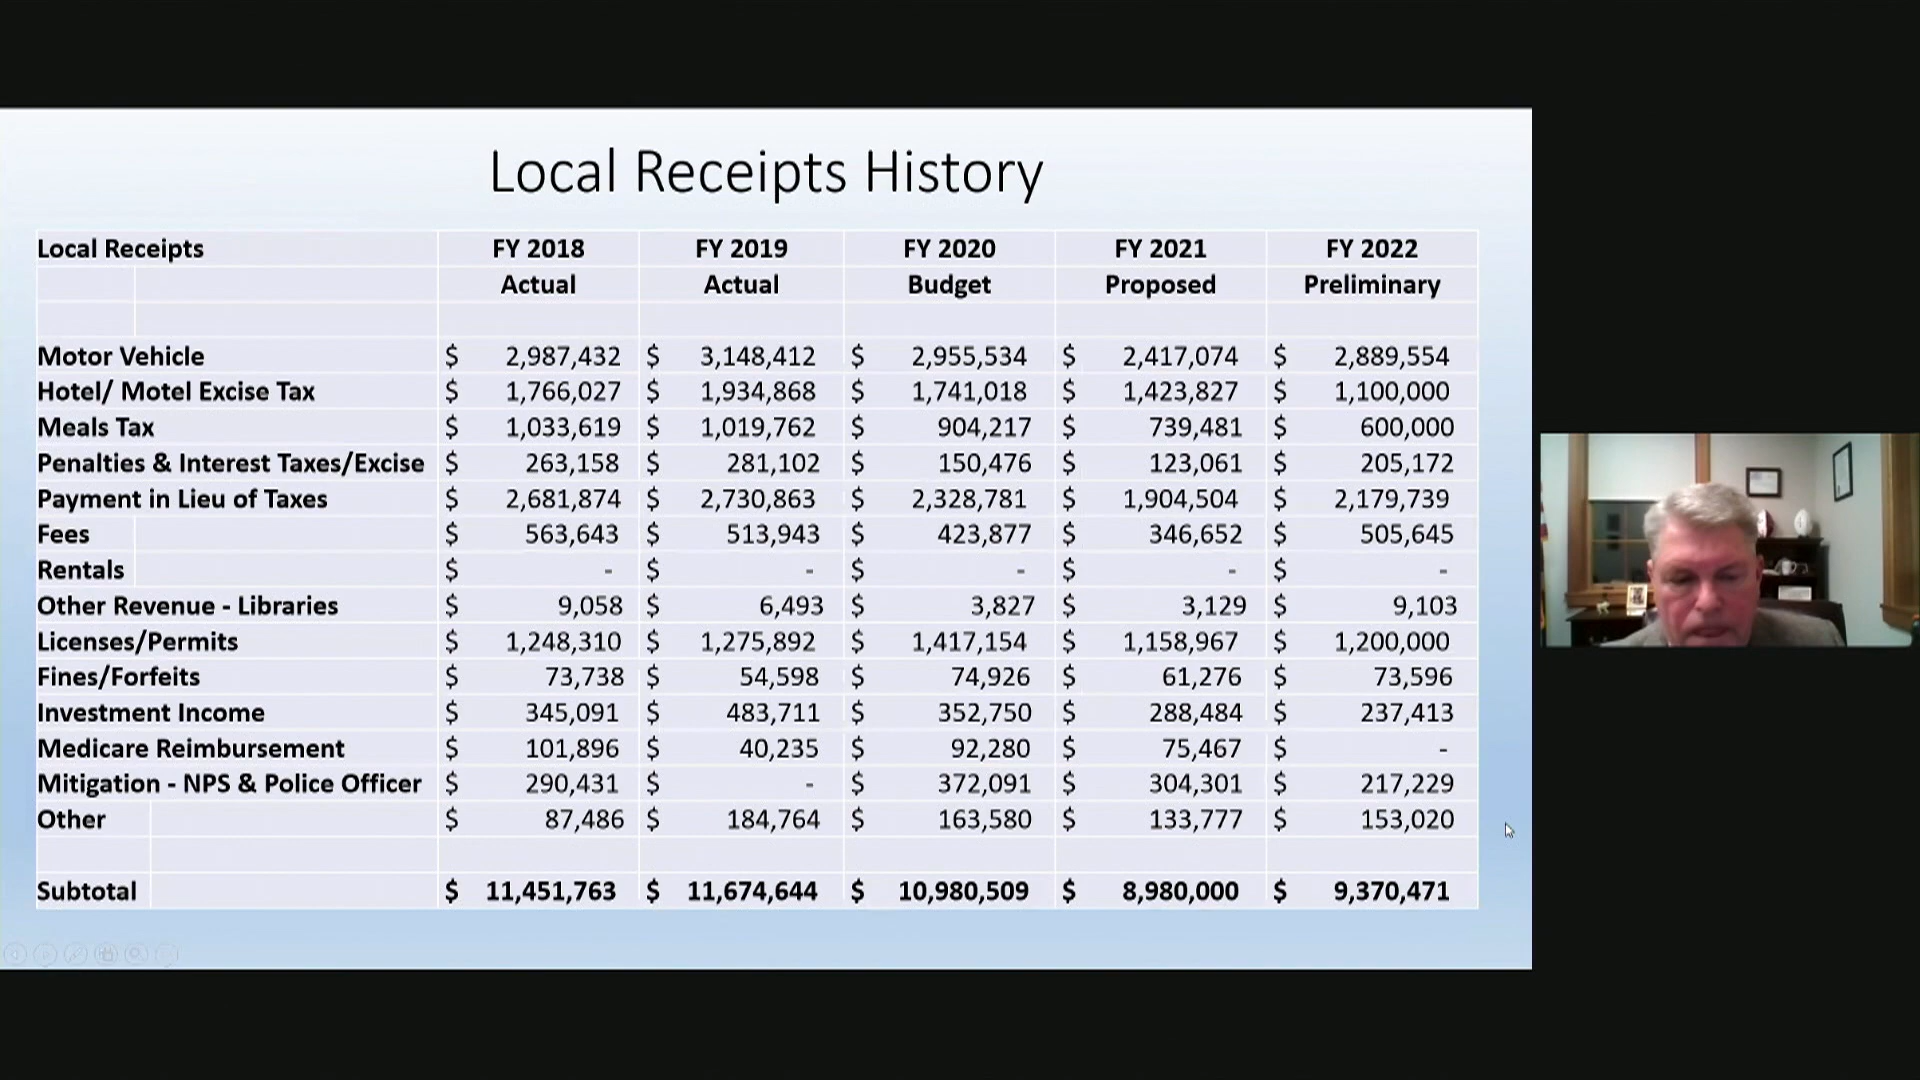 Local Receipts History
Local Receipts FY 2018 FY 2019 FY 2020 FY 2021 FY 2022
Actual Actual Budget Proposed Preliminary
Motor Vehicle $ 2,987,432 $ 3,148,412 $ 2,955,534 $ 2,417,074 $ 2,889,554
Hotel/ Motel Excise Tax $ 1,766,027 $ 1,934,868 $ 1,741,018 $ 1,423,827 $ 1,100,000
Meals Tax $ 1,033,619 $ 1,019,762 $ 904,217 $ 739,481 $ 600,000
Penalties & Interest Taxes/Excise $ 263,158 $ 281,102 $ 150,476 $ 123,061 $ 205,172
Payment in Lieu of Taxes $ 2,681,874 $ 2,730,863 $ 2,328,781 $ 1,904,504 $ 2,179,739
Fees $ 563,643 $ 513,943 $ 423,877 $ 346,652 $ 505,645
Rentals $ - $ - $ - $ - $ -
Other Revenue - Libraries $ 9,058 $ 6,493 $ 3,827 $ 3,129 $ 9,103
Licenses/Permits $ 1,248,310 $ 1,275,892 $ 1,417,154 $ 1,158,967 $ 1,200,000
Fines/Forfeits $ 73,738 $ 54,598 $ 74,926 $ 61,276 $ 73,596
Investment Income $ 345,091 $ 483,711 $ 352,750 $ 288,484 $ 237,413
Medicare Reimbursement $ 101,896 $ 40,235 $ 92,280 $ 75,467 $ -
Mitigation - NPS & Police Officer $ 290,431 $ - $ 372,091 $ 304,301 $ 217,229
Other $ 87,486 $ 184,764 $ 163,580 $ 133,777 $ 153,020
Subtotal $ 11,451,763 $ 11,674,644 $ 10,980,509 $ 8,980,000 $ 9,370,471